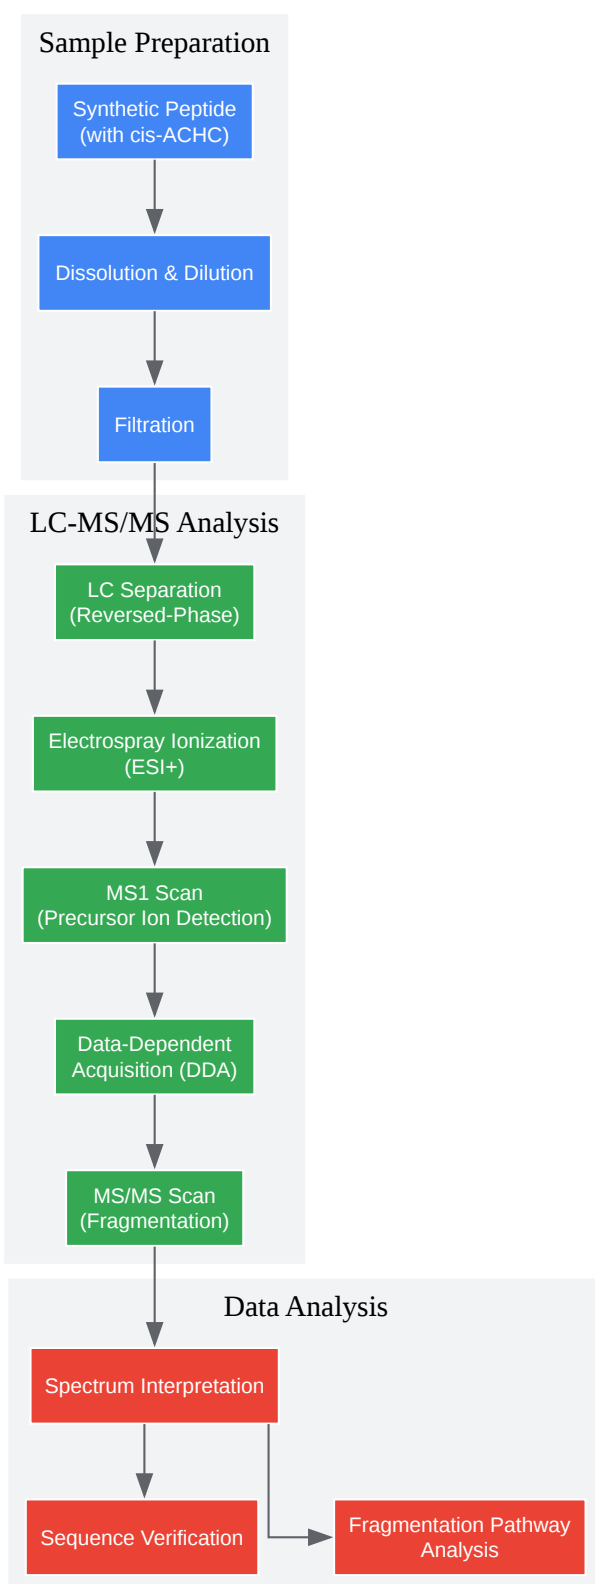 Sample Preparation
Synthetic Peptide
(with cis-ACHC)
Dissolution & Dilution
Filtration
LC-MS/MS Analysis
LC Separation
(Reversed-Phase)
Electrospray Ionization
(ESI+)
MS1 Scan
(Precursor Ion Detection)
Data-Dependent
Acquisition (DDA)
MS/MS Scan
(Fragmentation)
Data Analysis
Spectrum Interpretation
Sequence Verification
Fragmentation Pathway
Analysis